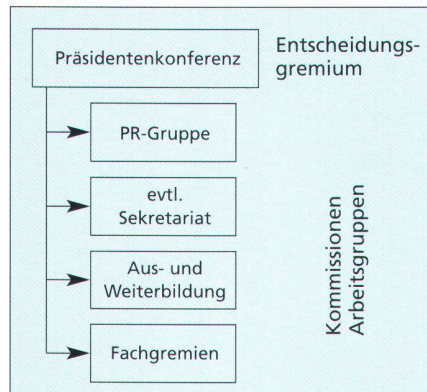 Präsidentenkonferenz
Entscheidungs-
gremium
PR-Gruppe
evtl.
Sekretariat
Aus- und
Weiterbildung
Fachgremien
Kommissionen
Arbeitsgruppen